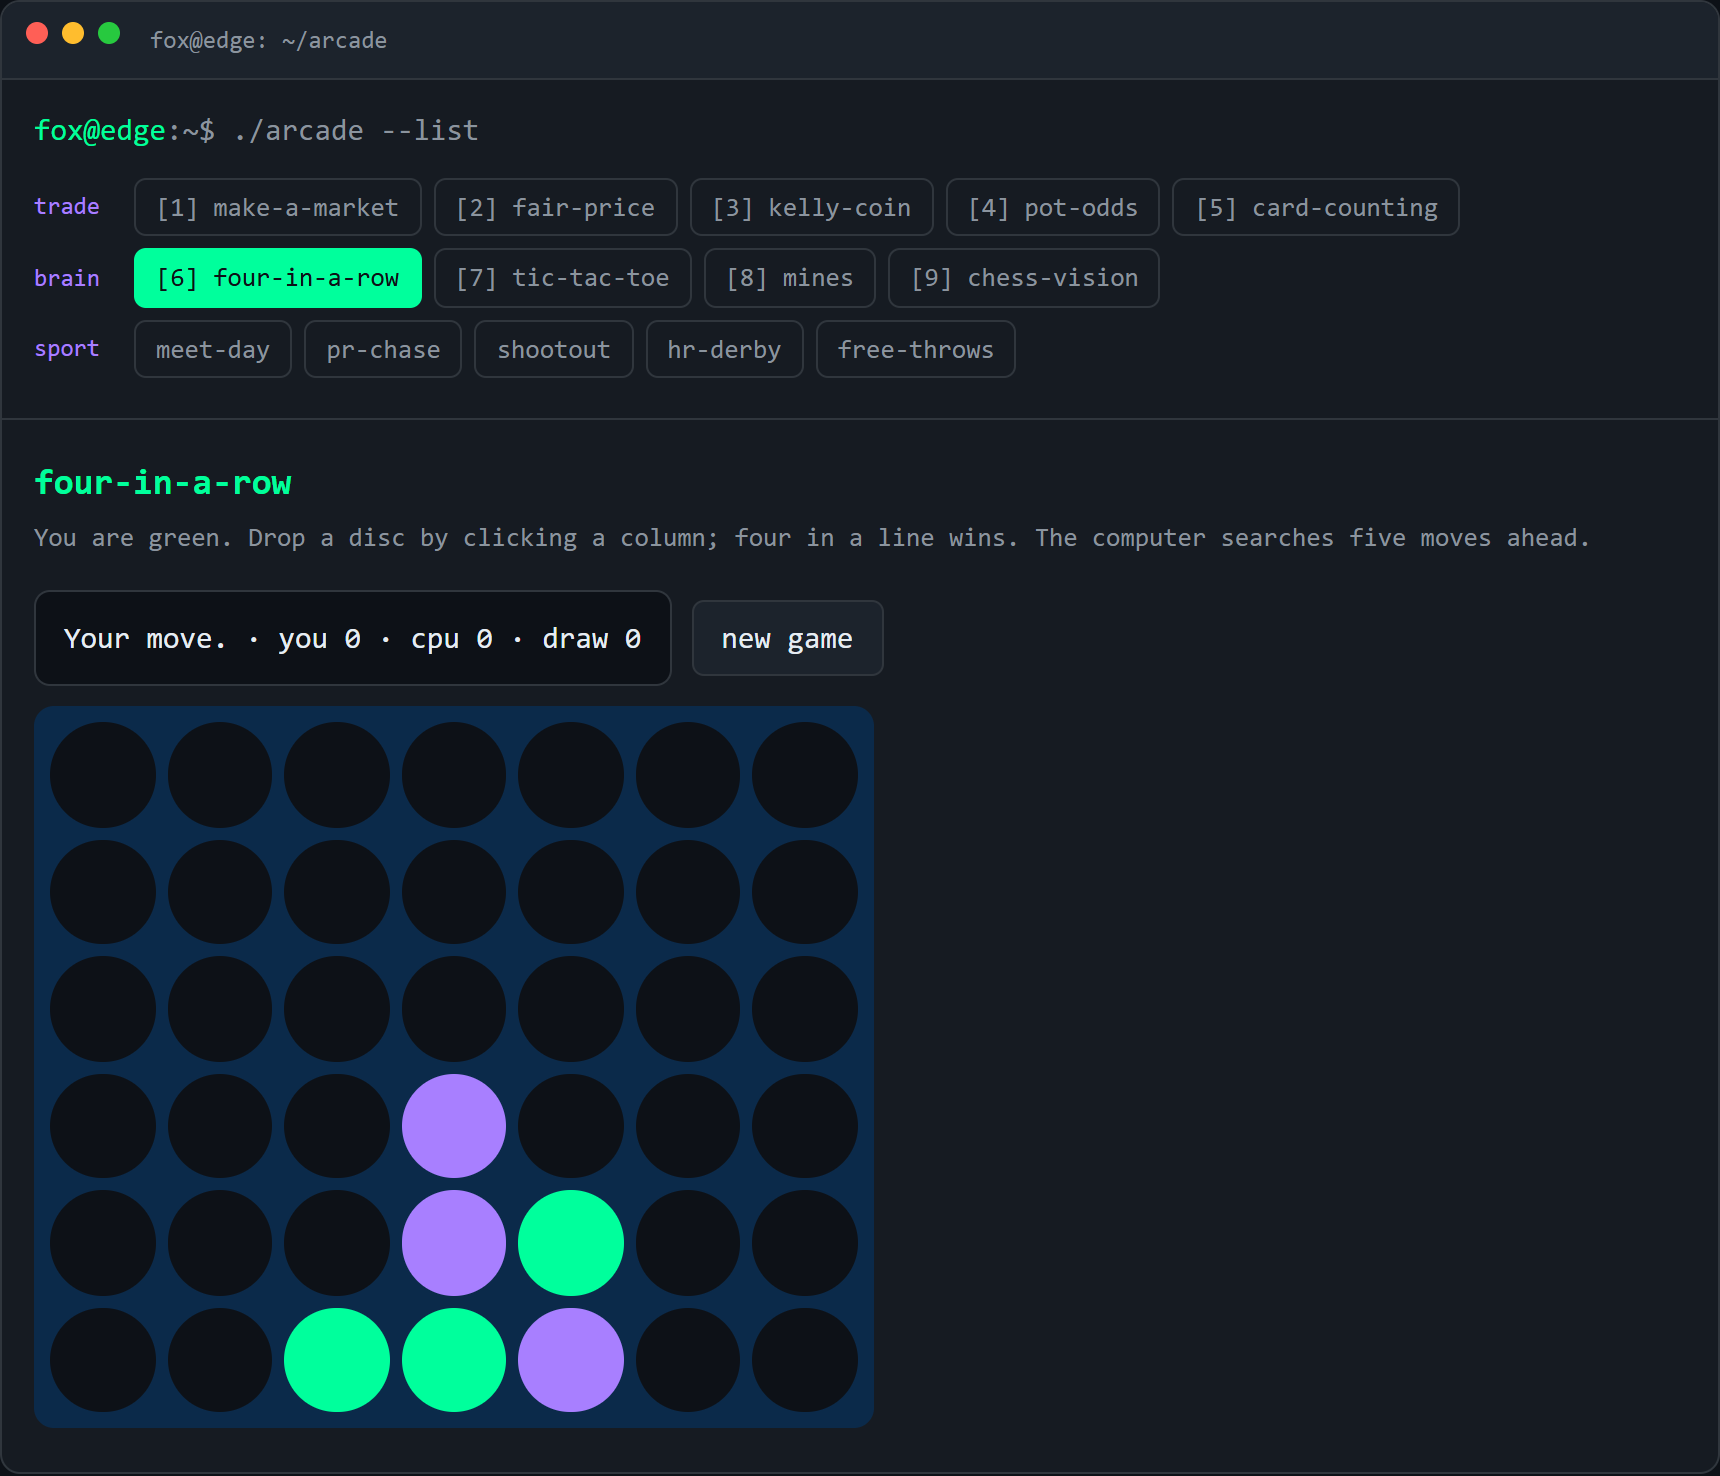 fox@edge: ~/arcade
fox@edge:~$ ./arcade --list
trade [1] make-a-market [2] fair-price [3] kelly-coin [4] pot-odds [5] card-counting
brain [6] four-in-a-row [7] tic-tac-toe [8] mines [9] chess-vision
sport meet-day pr-chase shootout hr-derby free-throws
four-in-a-row
You are green. Drop a disc by clicking a column; four in a line wins. The computer searches five moves ahead.
Your move. · you 0 · cpu 0 · draw 0 new game